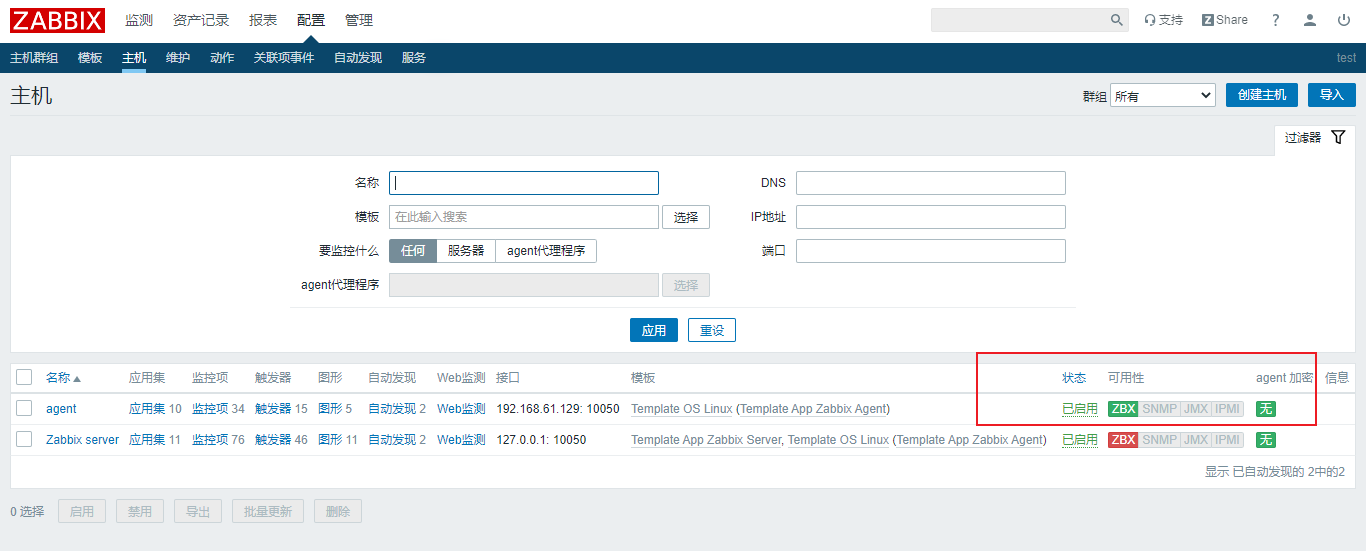 ZABBIX 监测 资产记录 报表 配置 管理 支持 Z Share ?
主机群组 模板 主机 维护 动作 关联项事件 自动发现 服务 test
主机 群组 所有 创建主机 导入
过滤器
名称 DNS
模板 在此输入搜索 选择 IP地址
要监控什么 任何 服务器 agent代理程序 端口
agent代理程序 选择
应用 重设
名称 应用集 监控项 触发器 图形 自动发现 Web监测 接口 模板 状态 可用性 agent 加密 信息
agent 应用集 10 监控项 34 触发器 15 图形 5 自动发现 2 Web监测 192.168.61.129: 10050 Template OS Linux (Template App Zabbix Agent) 已启用 ZBX SNMP JMX IPMI 无
Zabbix server 应用集 11 监控项 76 触发器 46 图形 11 自动发现 2 Web监测 127.0.0.1: 10050 Template App Zabbix Server, Template OS Linux (Template App Zabbix Agent) 已启用 ZBX SNMP JMX IPMI 无
显示 已自动发现的 2中的2
0 选择 启用 禁用 导出 批量更新 删除